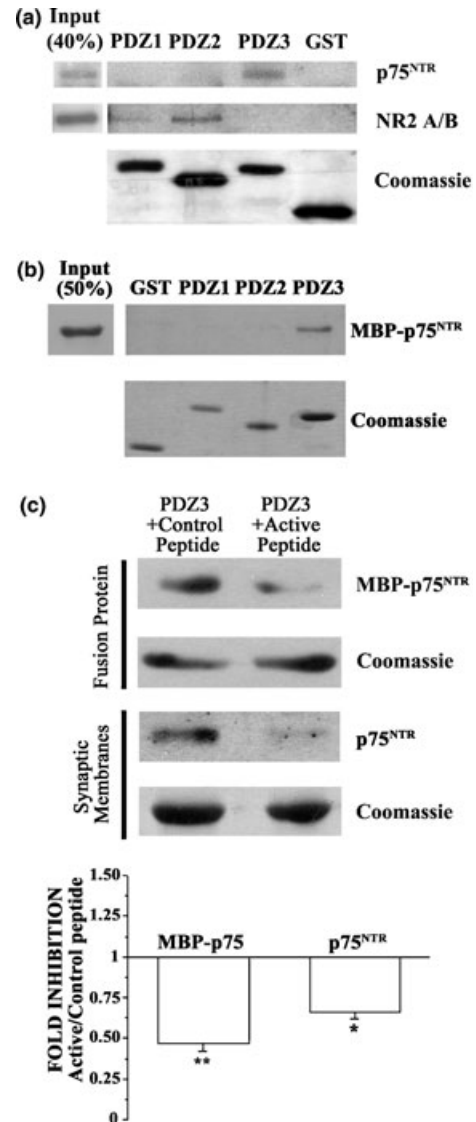 (a)
Input
(40%) PDZ1 PDZ2 PDZ3 GST
p75NTR
NR2 A/B
Coomassie
(b)
Input
(50%) GST PDZ1 PDZ2 PDZ3
MBP-p75NTR
Coomassie
(c)
PDZ3 PDZ3
+Control +Active
Peptide Peptide
Fusion Protein
MBP-p75NTR
Coomassie
Synaptic
Membranes
p75NTR
Coomassie
FOLD INHIBITION
Active/Control peptide
1.50
1.25
MBP-p75 p75NTR
1
0.75
0.50
0.25
0
**
*